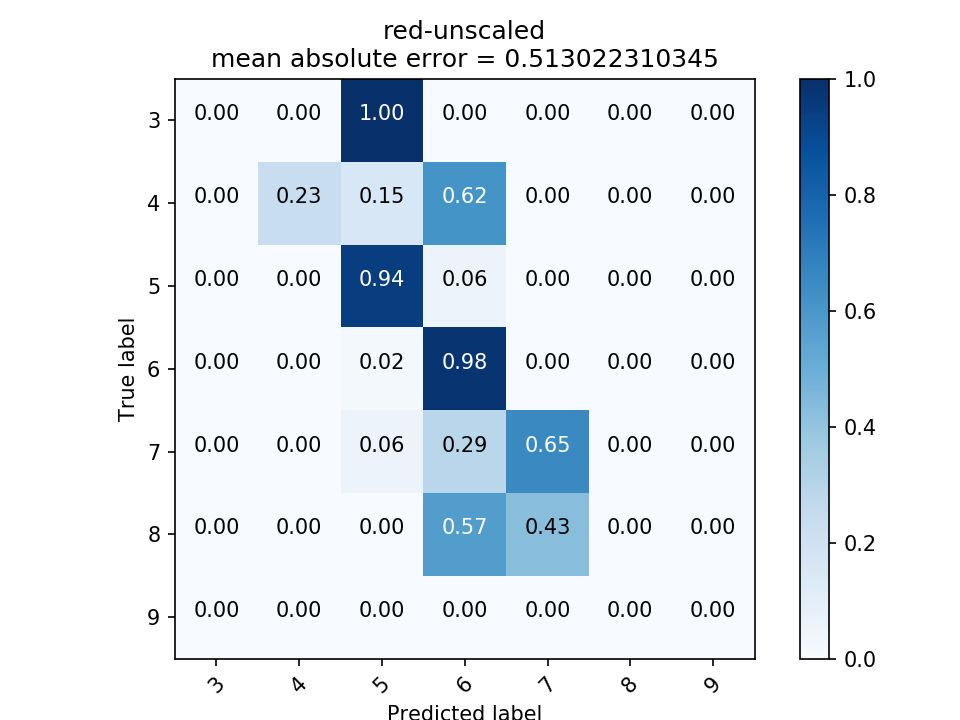 red-unscaled
mean absolute error = 0.513022310345
3 0.00 0.00 1.00 0.00 0.00 0.00 0.00
4 0.00 0.23 0.15 0.62 0.00 0.00 0.00
5 0.00 0.00 0.94 0.06 0.00 0.00 0.00
6 0.00 0.00 0.02 0.98 0.00 0.00 0.00
7 0.00 0.00 0.06 0.29 0.65 0.00 0.00
8 0.00 0.00 0.00 0.57 0.43 0.00 0.00
9 0.00 0.00 0.00 0.00 0.00 0.00 0.00
3 4 5 6 7 8 9
True label
Predicted label
1.0
0.8
0.6
0.4
0.2
0.0